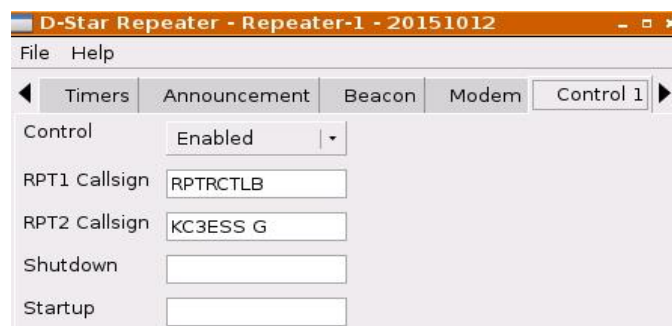 D-Star Repeater - Repeater-1 - 20151012
File Help
Timers Announcement Beacon Modem Control 1
Control Enabled
RPT1 Callsign RPTRCTLB
RPT2 Callsign KC3ESS G
Shutdown
Startup